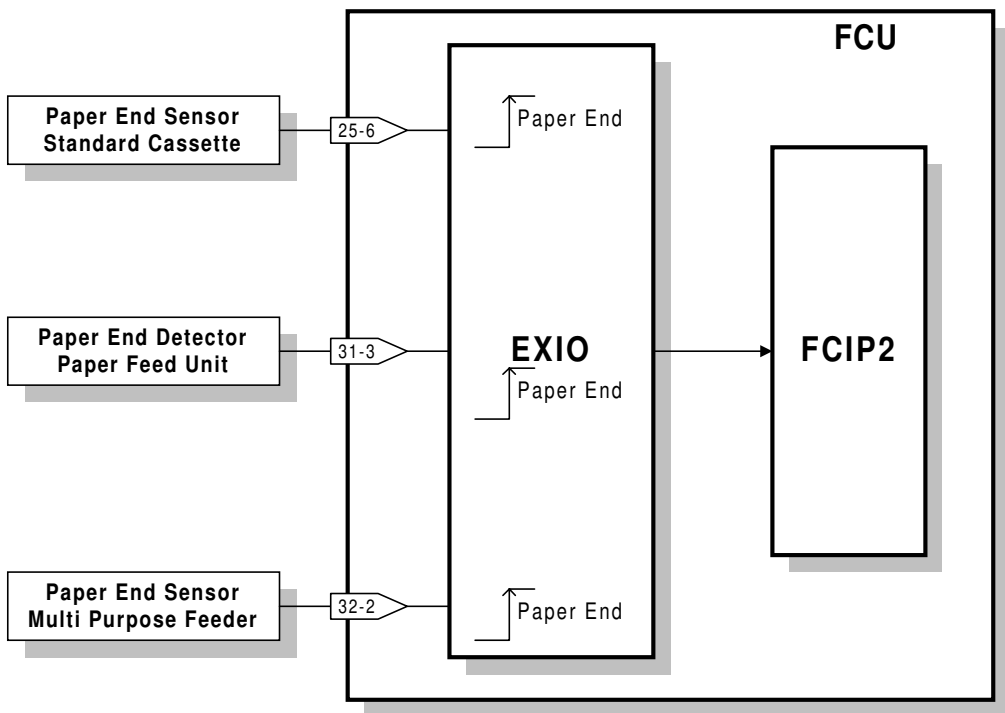 FCU
Paper End Sensor
Standard Cassette
25-6
Paper End
Paper End Detector
Paper Feed Unit
31-3
EXIO
Paper End
FCIP2
Paper End Sensor
Multi Purpose Feeder
32-2
Paper End